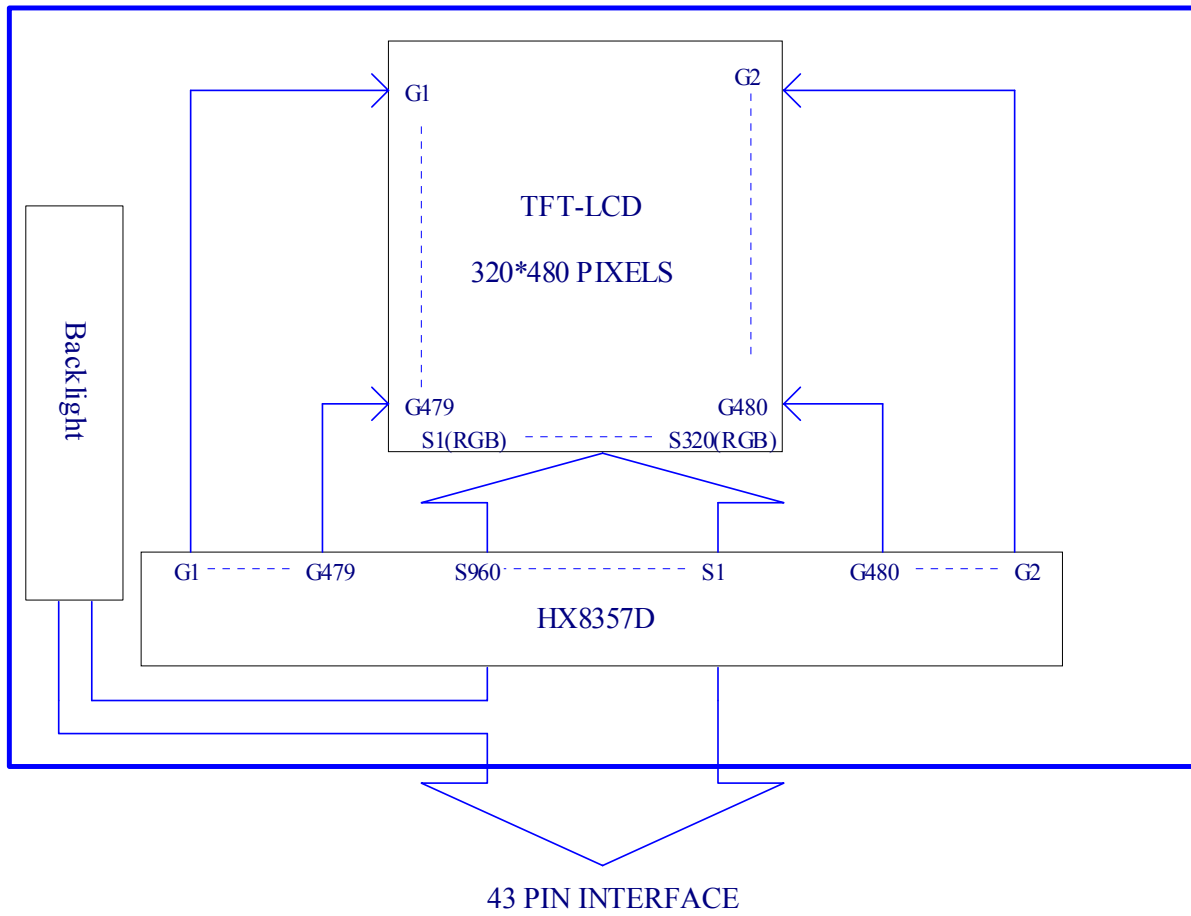 G1 G2
TFT-LCD
320*480 PIXELS
Backlight
G479 G480
S1(RGB) S320(RGB)
G1 G479 S960 S1 G480 G2
HX8357D
43 PIN INTERFACE